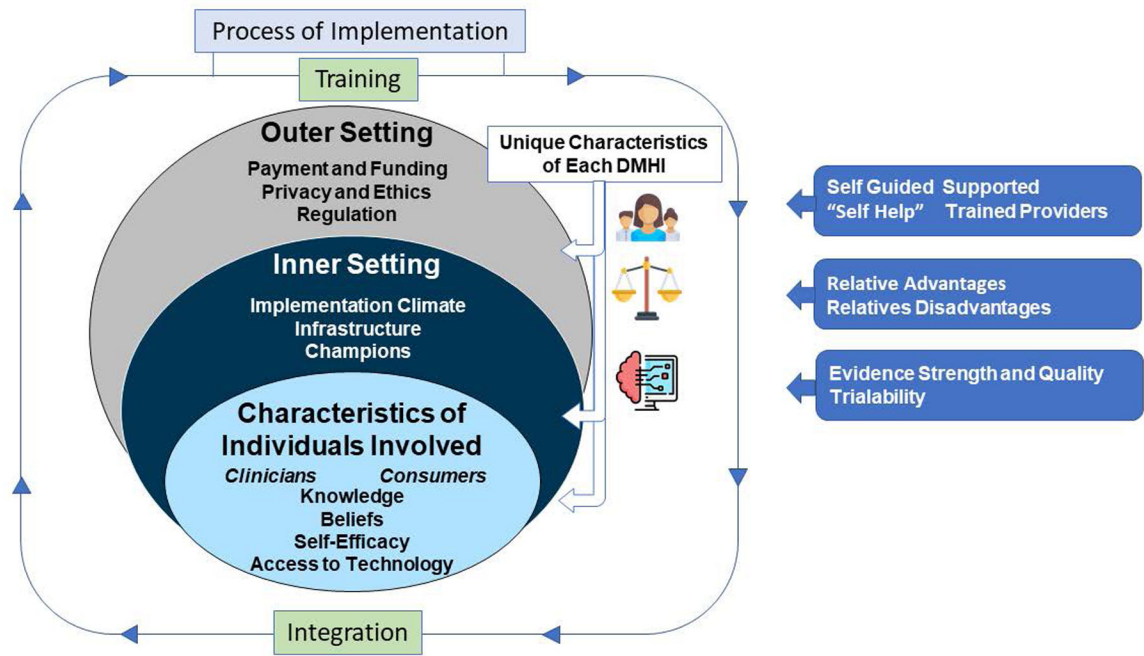 Process of Implementation
Training
Outer Setting
Payment and Funding
Privacy and Ethics
Regulation
Unique Characteristics
of Each DMHI
Inner Setting
Implementation Climate
Infrastructure
Champions
Characteristics of
Individuals Involved
Clinicians Consumers
Knowledge
Beliefs
Self-Efficacy
Access to Technology
Integration
Self Guided Supported
“Self Help” Trained Providers
Relative Advantages
Relatives Disadvantages
Evidence Strength and Quality
Trialability